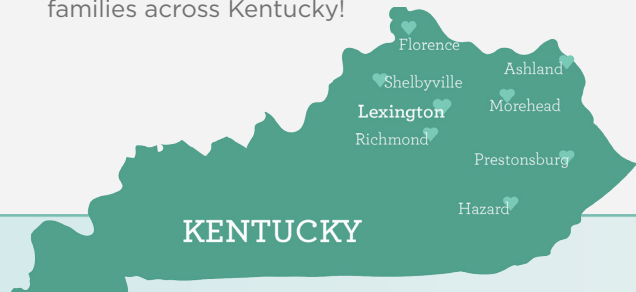 families across Kentucky!
Florence
Ashland
Shelbyville
Morehead
Lexington
Richmond
Prestonsburg
Hazard
KENTUCKY